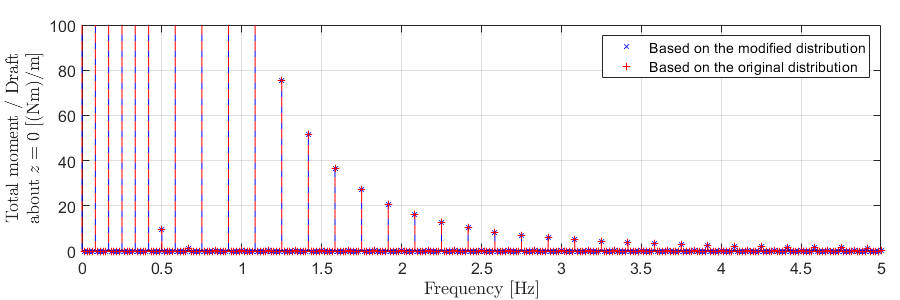 100
80
60
40
20
0
Total moment / Draft
about z = 0 [(Nm)/m]
Based on the modified distribution
Based on the original distribution
0 0.5 1 1.5 2 2.5 3 3.5 4 4.5 5
Frequency [Hz]